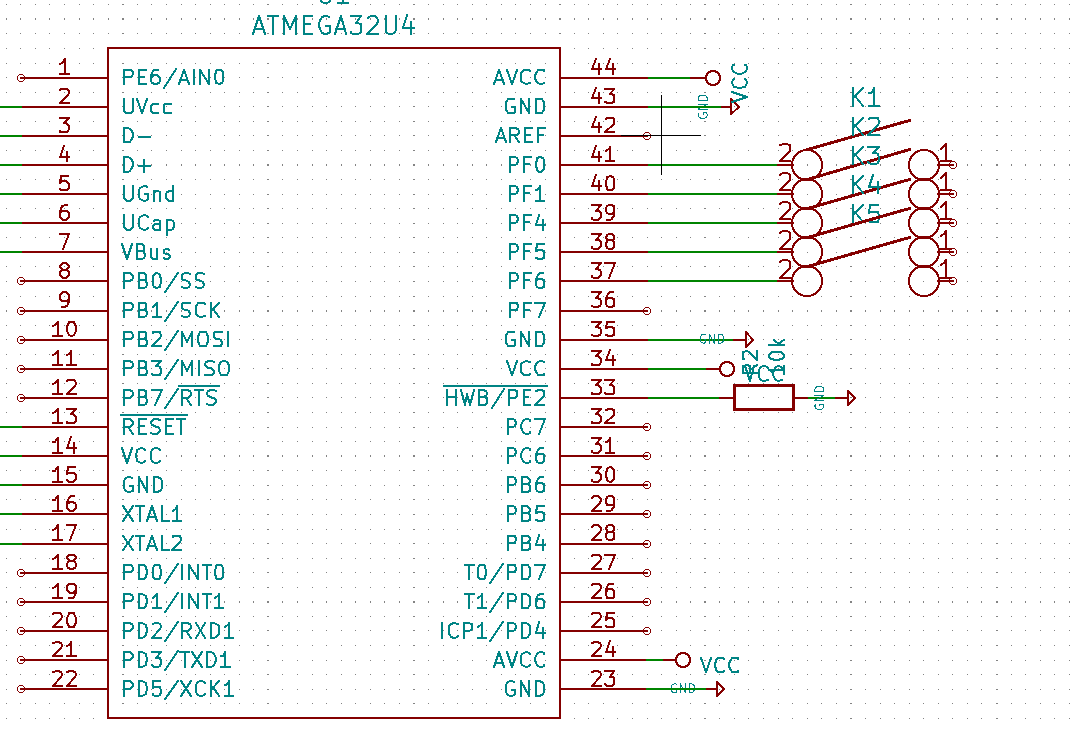 U1
ATMEGA32U4
1 PE6/AIN0 AVCC 44 VCC
2 UVcc GND 43 GND
3 D- AREF 42
4 D+ PF0 41 2 K1 1
5 UGnd PF1 40 2 K2 1
6 UCap PF4 39 2 K3 1
7 VBus PF5 38 2 K4 1
8 PB0/SS PF6 37 2 K5 1
9 PB1/SCK PF7 36
10 PB2/MOSI GND 35 GND
11 PB3/MISO VCC 34 VCC
12 PB7/RTS HWB/PE2 33 R2 10k GND
13 RESET PC7 32
14 VCC PC6 31
15 GND PB6 30
16 XTAL1 PB5 29
17 XTAL2 PB4 28
18 PD0/INT0 T0/PD7 27
19 PD1/INT1 T1/PD6 26
20 PD2/RXD1 ICP1/PD4 25
21 PD3/TXD1 AVCC 24 VCC
22 PD5/XCK1 GND 23 GND